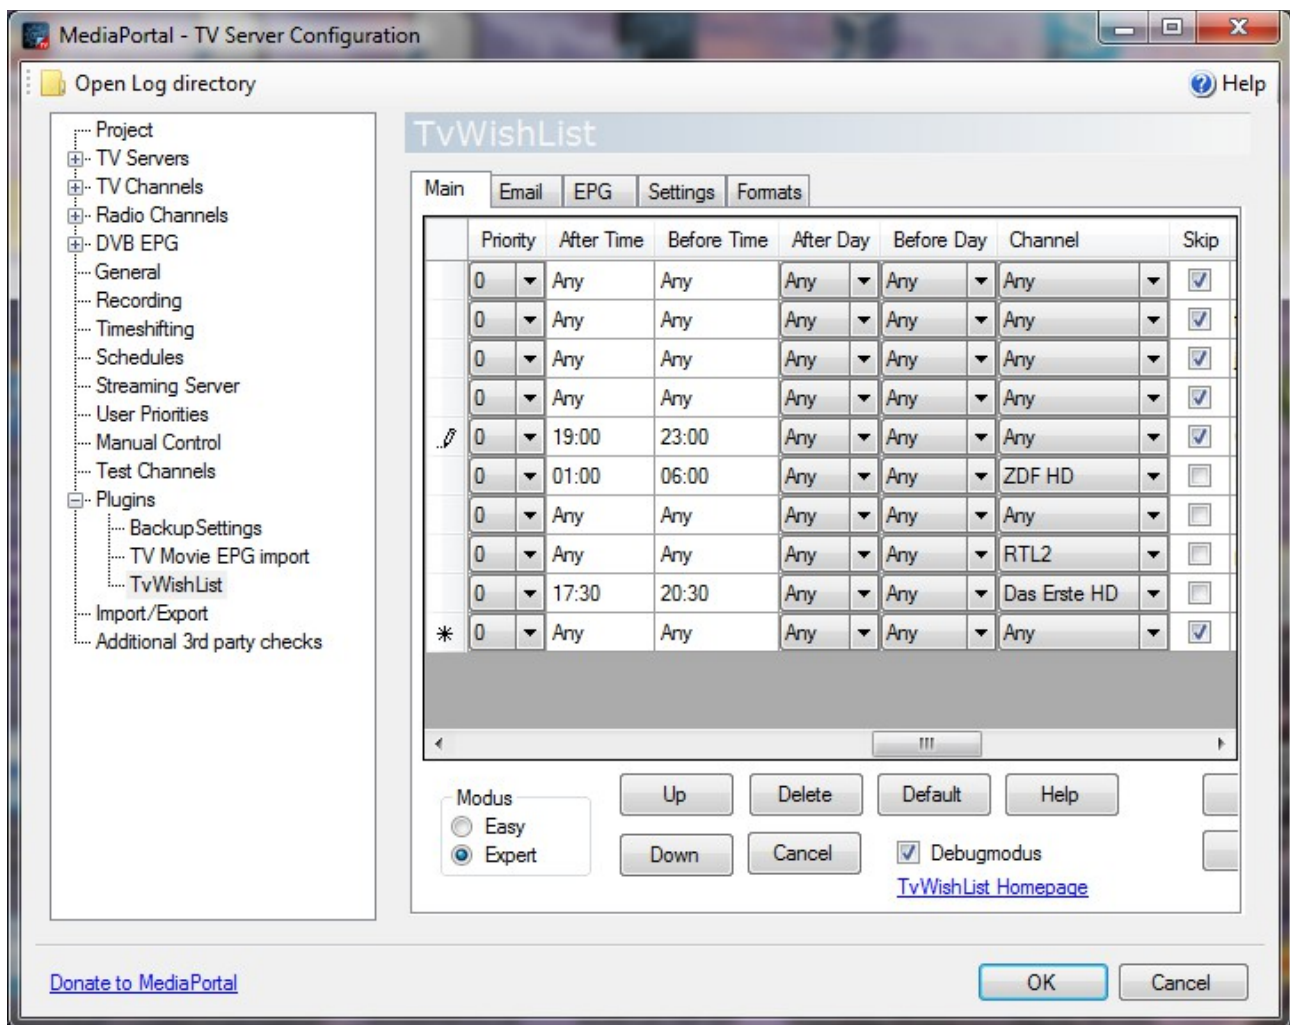 MediaPortal - TV Server Configuration
Open Log directory
Help
Project
TV Servers
TV Channels
Radio Channels
DVB EPG
General
Recording
Timeshifting
Schedules
Streaming Server
User Priorities
Manual Control
Test Channels
Plugins
BackupSettings
TV Movie EPG import
TvWishList
Import/Export
Additional 3rd party checks
TvWishList
Main Email EPG Settings Formats
Priority After Time Before Time After Day Before Day Channel Skip
0 Any Any Any Any Any
0 Any Any Any Any Any
0 Any Any Any Any Any
0 Any Any Any Any Any
0 19:00 23:00 Any Any Any
0 01:00 06:00 Any Any ZDF HD
0 Any Any Any Any Any
0 Any Any Any Any RTL2
0 17:30 20:30 Any Any Das Erste HD
0 Any Any Any Any Any
Modus
Easy
Expert
Up Delete Default Help
Down Cancel Debugmodus
TvWishList Homepage
Donate to MediaPortal
OK Cancel